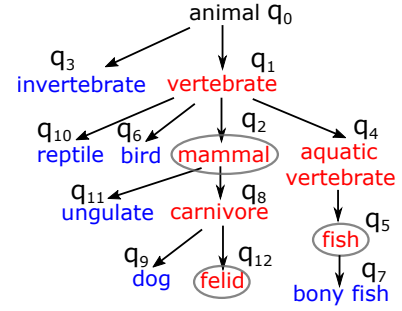 animal q0
q3
q1
invertebrate
vertebrate
q10
q6
q2
q4
reptile
bird
mammal
aquatic
vertebrate
q11
q8
q5
ungulate
carnivore
fish
q9
q12
q7
dog
felid
bony fish